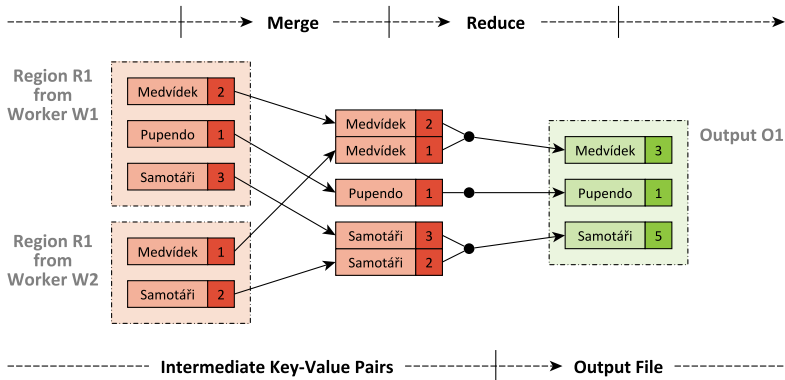 Merge Reduce
Region R1
from
Worker W1
Medvídek 2
Pupendo 1
Samotáři 3
Region R1
from
Worker W2
Medvídek 1
Samotáři 2
Medvídek 2
Medvídek 1
Pupendo 1
Samotáři 3
Samotáři 2
Output O1
Medvídek 3
Pupendo 1
Samotáři 5
Intermediate Key-Value Pairs Output File